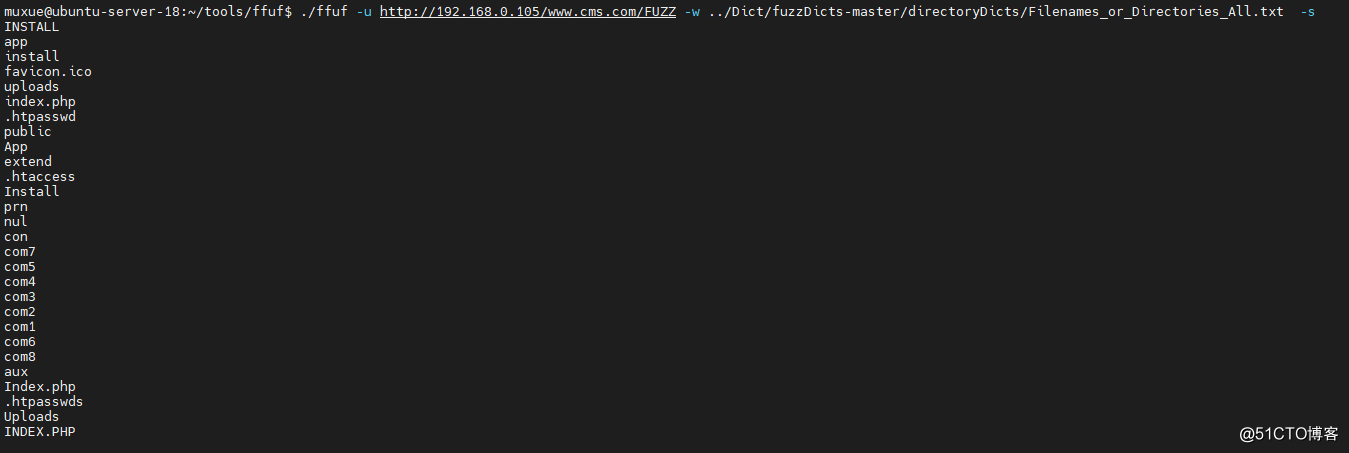 muxue@ubuntu-server-18:~/tools/ffuf$ ./ffuf -u http://192.168.0.105/www.cms.com/FUZZ -w ../Dict/fuzzDicts-master/directoryDicts/Filenames_or_Directories_All.txt  -s
INSTALL
app
install
favicon.ico
uploads
index.php
.htpasswd
public
App
extend
.htaccess
Install
prn
nul
con
com7
com5
com4
com3
com2
com1
com6
com8
aux
Index.php
.htpasswds
Uploads
INDEX.PHP
@51CTO博客